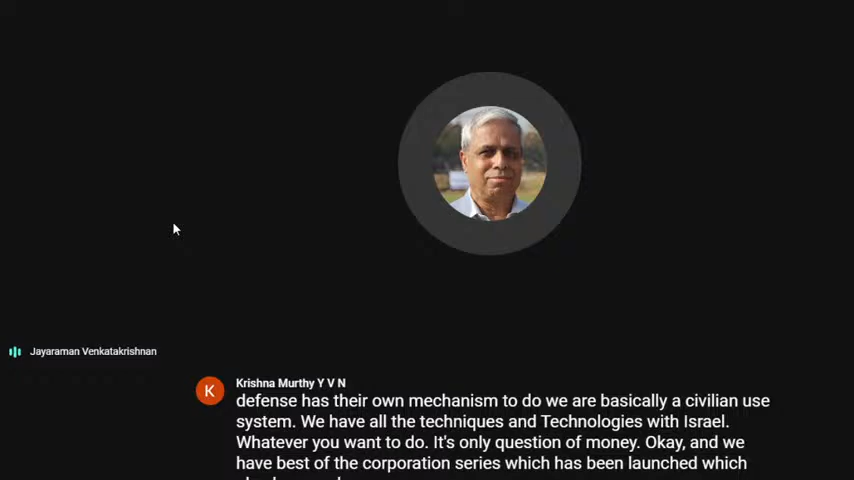 Jayaraman Venkatakrishnan
K
Krishna Murthy Y V N
defense has their own mechanism to do we are basically a civilian use
system. We have all the techniques and Technologies with Israel.
Whatever you want to do. It's only question of money. Okay, and we
have best of the corporation series which has been launched which